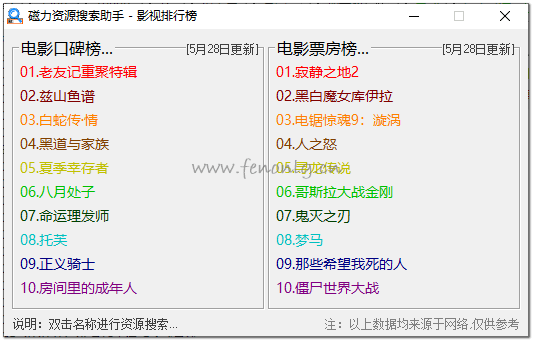 磁力资源搜索助手 - 影视排行榜
电影口碑榜... [5月28日更新]
01.老友记重聚特辑
02.兹山鱼谱
03.白蛇传·情
04.黑道与家族
05.夏季幸存者
06.八月处子
07.命运理发师
08.托芙
09.正义骑士
10.房间里的成年人
电影票房榜... [5月28日更新]
01.寂静之地2
02.黑白魔女库伊拉
03.电锯惊魂9：漩涡
04.人之怒
05.寻龙传说
06.哥斯拉大战金刚
07.鬼灭之刃
08.梦马
09.那些希望我死的人
10.僵尸世界大战
说明：双击名称进行资源搜索...
注：以上数据均来源于网络.仅供参考